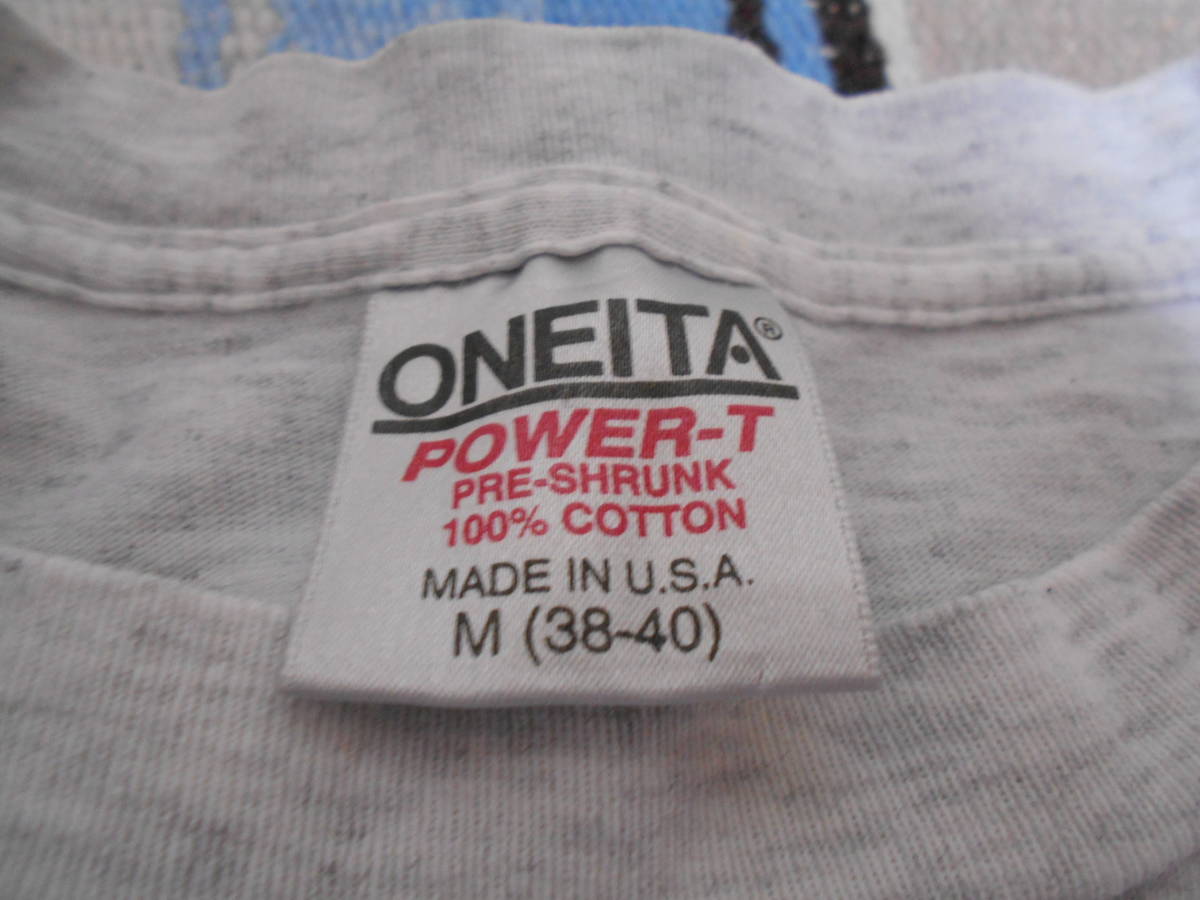 ONEITA®
POWER-T
PRE-SHRUNK
100% COTTON
MADE IN U.S.A.
M (38-40)